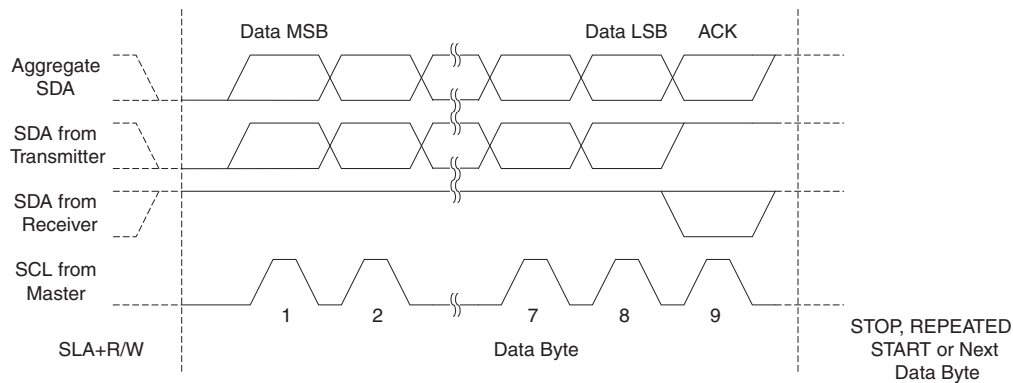 Data MSB
Data LSB
ACK
Aggregate
SDA
SDA from
Transmitter
SDA from
Receiver
SCL from
Master
1
2
7
8
9
SLA+R/W
Data Byte
STOP, REPEATED
START or Next
Data Byte